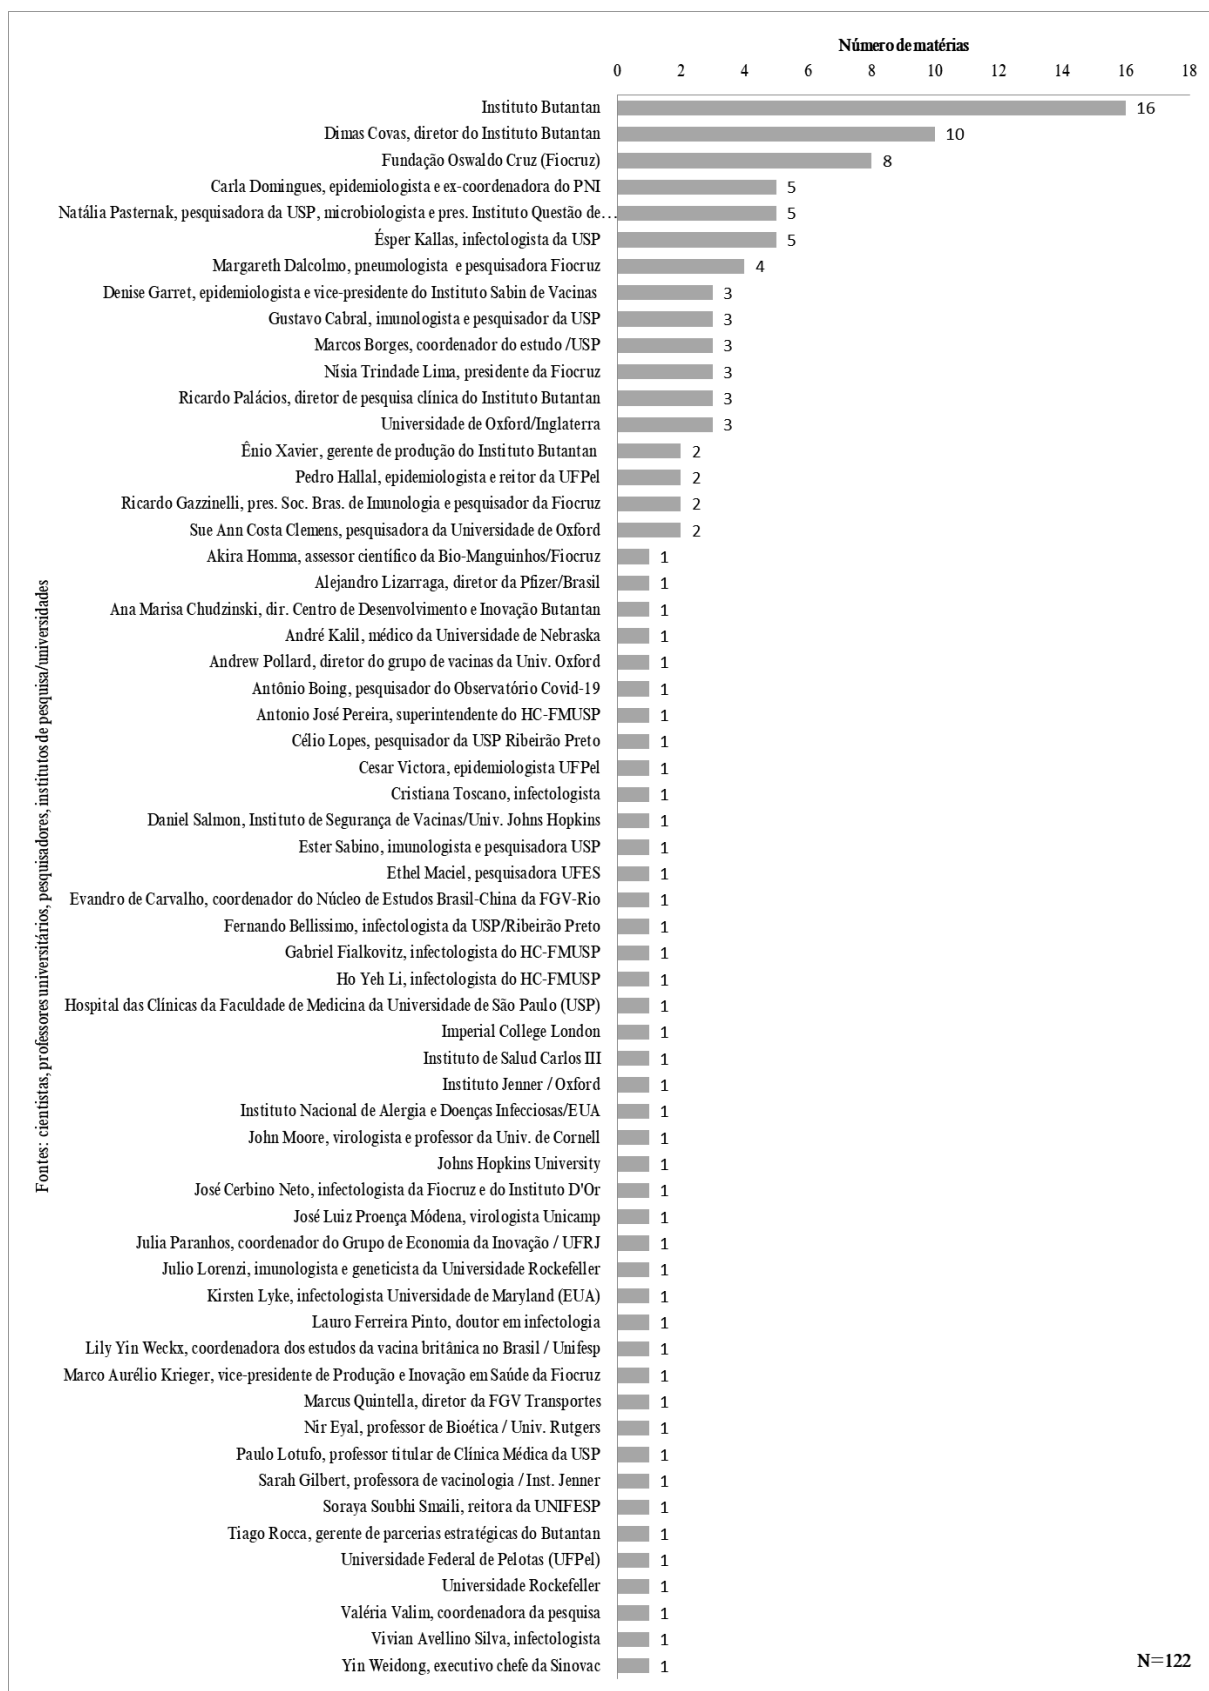 Número de matérias
0 2 4 6 8 10 12 14 16 18
Instituto Butantan 16
Dimas Covas, diretor do Instituto Butantan 10
Fundação Oswaldo Cruz (Fiocruz) 8
Carla Domingues, epidemiologista e ex-coordenadora do PNI 5
Natália Pasternak, pesquisadora da USP, microbiologista e pres. Instituto Questão de… 5
Ésper Kallas, infectologista da USP 5
Margareth Dalcolmo, pneumologista e pesquisadora Fiocruz 4
Denise Garret, epidemiologista e vice-presidente do Instituto Sabin de Vacinas 3
Gustavo Cabral, imunologista e pesquisador da USP 3
Marcos Borges, coordenador do estudo /USP 3
Nísia Trindade Lima, presidente da Fiocruz 3
Ricardo Palácios, diretor de pesquisa clínica do Instituto Butantan 3
Universidade de Oxford/Inglaterra 3
Ênio Xavier, gerente de produção do Instituto Butantan 2
Pedro Hallal, epidemiologista e reitor da UFPel 2
Ricardo Gazzinelli, pres. Soc. Bras. de Imunologia e pesquisador da Fiocruz 2
Sue Ann Costa Clemens, pesquisadora da Universidade de Oxford 2
Akira Homma, assessor científico da Bio-Manguinhos/Fiocruz 1
Alejandro Lizarraga, diretor da Pfizer/Brasil 1
Ana Marisa Chudzinski, dir. Centro de Desenvolvimento e Inovação Butantan 1
André Kalil, médico da Universidade de Nebraska 1
Andrew Pollard, diretor do grupo de vacinas da Univ. Oxford 1
Antônio Boing, pesquisador do Observatório Covid-19 1
Antonio José Pereira, superintendente do HC-FMUSP 1
Célio Lopes, pesquisador da USP Ribeirão Preto 1
Cesar Victora, epidemiologista UFPel 1
Cristiana Toscano, infectologista 1
Daniel Salmon, Instituto de Segurança de Vacinas/Univ. Johns Hopkins 1
Ester Sabino, imunologista e pesquisadora USP 1
Ethel Maciel, pesquisadora UFES 1
Evandro de Carvalho, coordenador do Núcleo de Estudos Brasil-China da FGV-Rio 1
Fernando Bellissimo, infectologista da USP/Ribeirão Preto 1
Gabriel Fialkovitz, infectologista do HC-FMUSP 1
Ho Yeh Li, infectologista do HC-FMUSP 1
Hospital das Clínicas da Faculdade de Medicina da Universidade de São Paulo (USP) 1
Imperial College London 1
Instituto de Salud Carlos III 1
Instituto Jenner / Oxford 1
Instituto Nacional de Alergia e Doenças Infecciosas/EUA 1
John Moore, virologista e professor da Univ. de Cornell 1
Johns Hopkins University 1
José Cerbino Neto, infectologista da Fiocruz e do Instituto D'Or 1
José Luiz Proença Módena, virologista Unicamp 1
Julia Paranhos, coordenador do Grupo de Economia da Inovação / UFRJ 1
Julio Lorenzi, imunologista e geneticista da Universidade Rockefeller 1
Kirsten Lyke, infectologista Universidade de Maryland (EUA) 1
Lauro Ferreira Pinto, doutor em infectologia 1
Lily Yin Weckx, coordenadora dos estudos da vacina britânica no Brasil / Unifesp 1
Marco Aurélio Krieger, vice-presidente de Produção e Inovação em Saúde da Fiocruz 1
Marcus Quintella, diretor da FGV Transportes 1
Nir Eyal, professor de Bioética / Univ. Rutgers 1
Paulo Lotufo, professor titular de Clínica Médica da USP 1
Sarah Gilbert, professora de vacinologia / Inst. Jenner 1
Soraya Soubhi Smaili, reitora da UNIFESP 1
Tiago Rocca, gerente de parcerias estratégicas do Butantan 1
Universidade Federal de Pelotas (UFPel) 1
Universidade Rockefeller 1
Valéria Valim, coordenadora da pesquisa 1
Vivian Avellino Silva, infectologista 1
Yin Weidong, executivo chefe da Sinovac 1
Fontes: cientistas, professores universitários, pesquisadores, institutos de pesquisa/universidades
N=122